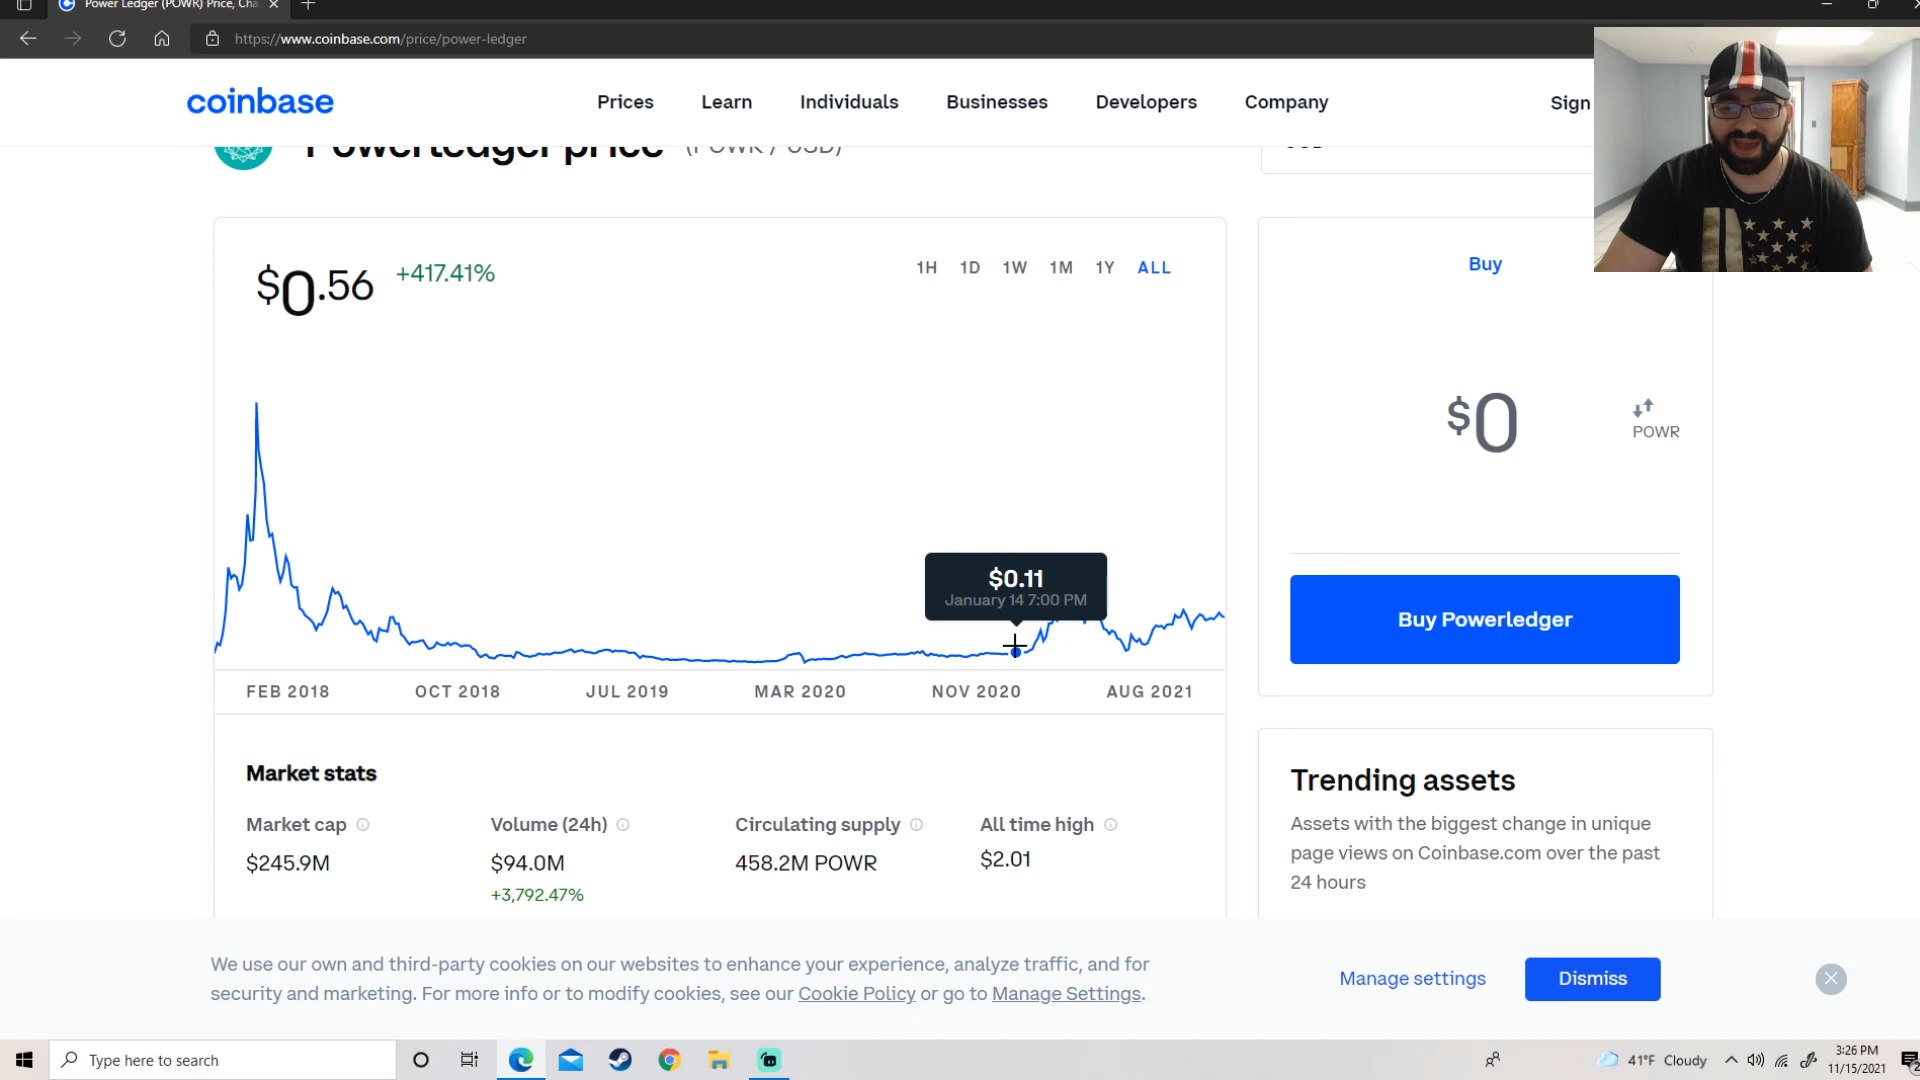 Power Ledger (POWR) Price, Cha
https://www.coinbase.com/price/power-ledger
coinbase
Prices
Learn
Individuals
Businesses
Developers
Company
Sign
Powerledger price (POWR / USD)
$0.56
+417.41%
1H 1D 1W 1M 1Y ALL
Buy
$0
POWR
$0.11
January 14 7:00 PM
Buy Powerledger
FEB 2018
OCT 2018
JUL 2019
MAR 2020
NOV 2020
AUG 2021
Market stats
Market cap
Volume (24h)
Circulating supply
All time high
$245.9M
$94.0M
458.2M POWR
$2.01
+3,792.47%
Trending assets
Assets with the biggest change in unique
page views on Coinbase.com over the past
24 hours
We use our own and third-party cookies on our websites to enhance your experience, analyze traffic, and for
security and marketing. For more info or to modify cookies, see our Cookie Policy or go to Manage Settings.
Manage settings
Dismiss
Type here to search
41°F Cloudy
3:26 PM
11/15/2021